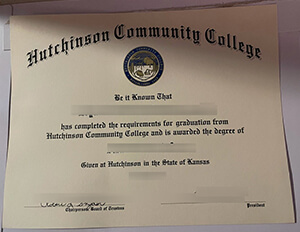 Hutchinson Community College
Be it Known That
has completed the requirements for graduation from
Hutchinson Community College and is awarded the degree of
Given at Hutchinson in the State of Kansas
Chairperson Board of Trustees
President